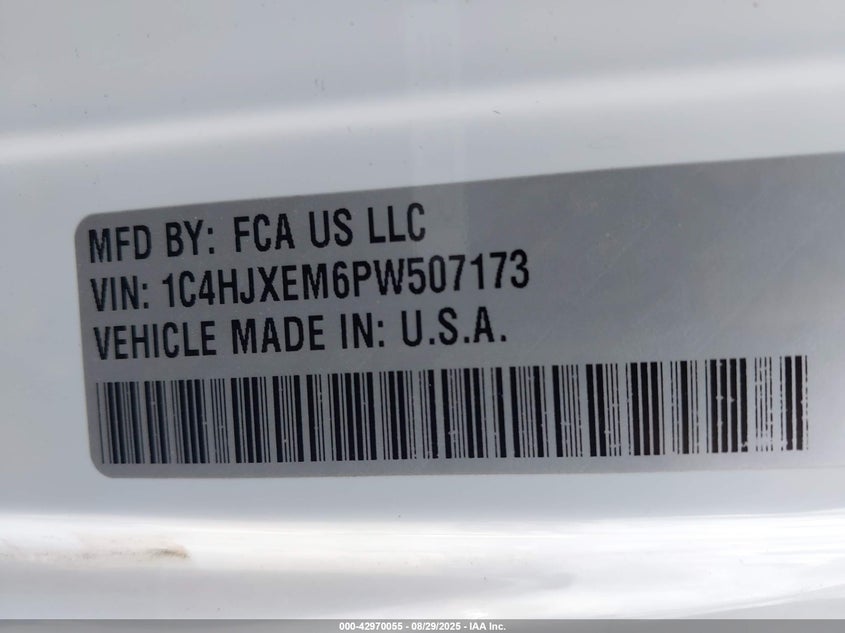 MFD BY: FCA US LLC
VIN: 1C4HJXEM6PW507173
VEHICLE MADE IN: U.S.A.
000-42970055 - 08/29/2025 - IAA Inc.